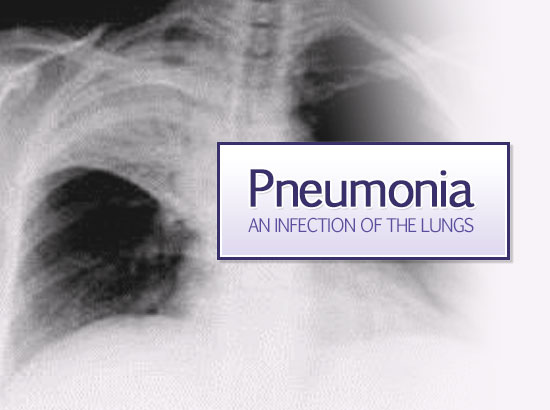 Pneumonia
AN INFECTION OF THE LUNGS